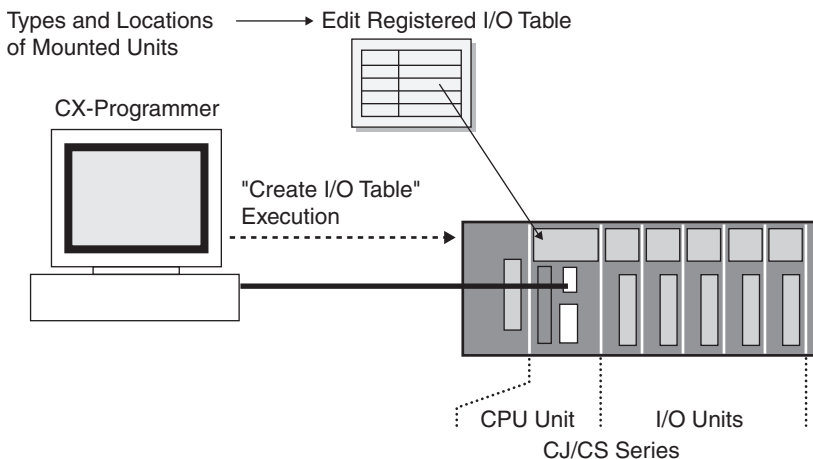 Types and Locations
of Mounted Units
Edit Registered I/O Table
CX-Programmer
"Create I/O Table"
Execution
CPU Unit
I/O Units
CJ/CS Series